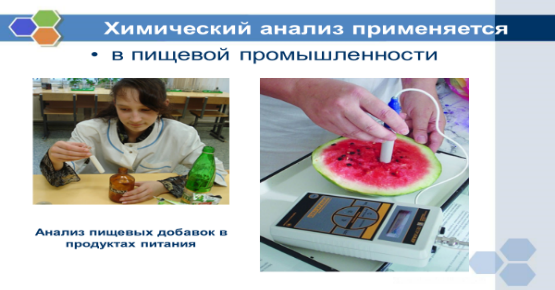 Химический анализ применяется
• в пищевой промышленности
Анализ пищевых добавок в
продуктах питания